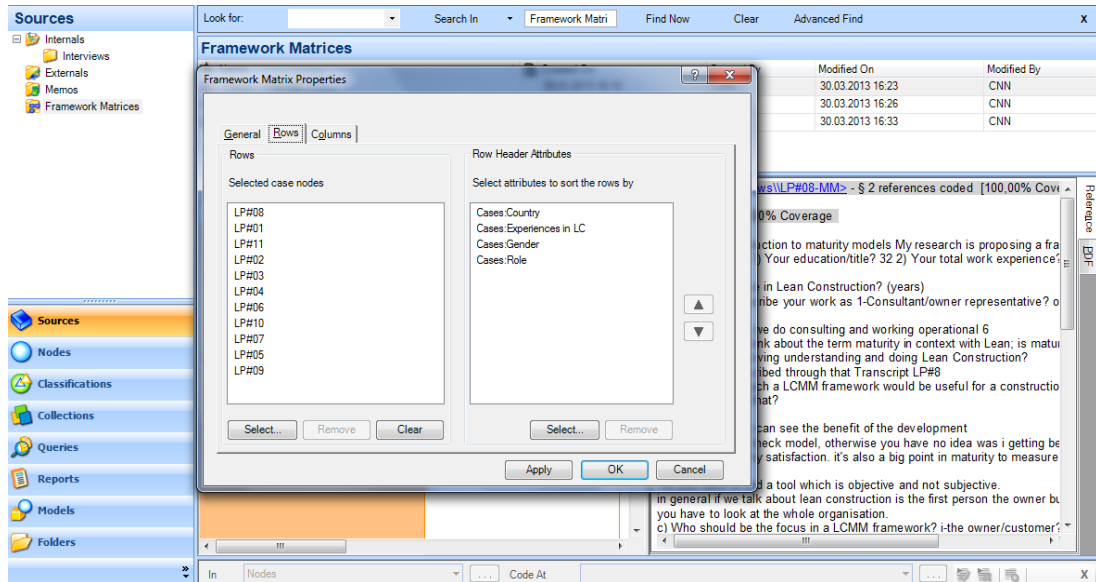 Sources
Internals
Interviews
Externals
Memos
Framework Matrices
Sources
Nodes
Classifications
Collections
Queries
Reports
Models
Folders
»
Look for:
Search In
Framework Matri
Find Now
Clear
Advanced Find
x
Framework Matrices
Modified On
Modified By
30.03.2013 16:23
CNN
30.03.2013 16:26
CNN
30.03.2013 16:33
CNN
Framework Matrix Properties
?
X
General
Rows
Columns
Rows
Selected case nodes
LP#08
LP#01
LP#11
LP#02
LP#03
LP#04
LP#06
LP#10
LP#07
LP#05
LP#09
Select...
Remove
Clear
Row Header Attributes
Select attributes to sort the rows by
Cases:Country
Cases:Experiences in LC
Cases:Gender
Cases:Role
Select...
Remove
Apply
OK
Cancel
ws\\LP#08-MM> - § 2 references coded [100,00% Cove
0% Coverage
uction to maturity models My research is proposing a fra
) Your education/title? 32 2) Your total work experience?
e in Lean Construction? (years)
ribe your work as 1-Consultant/owner representative? o
we do consulting and working operational 6
nk about the term maturity in context with Lean; is matu
ving understanding and doing Lean Construction?
ibed through that Transcript LP#8
ch a LCMM framework would be useful for a constructio
hat?
can see the benefit of the development
heck model, otherwise you have no idea was i getting be
y satisfaction. it's also a big point in maturity to measure
d a tool which is objective and not subjective.
in general if we talk about lean construction is the first person the owner bu
you have to look at the whole organisation.
c) Who should be the focus in a LCMM framework? i-the owner/customer?
Reference
PDF
In
Nodes
...
Code At
...
x